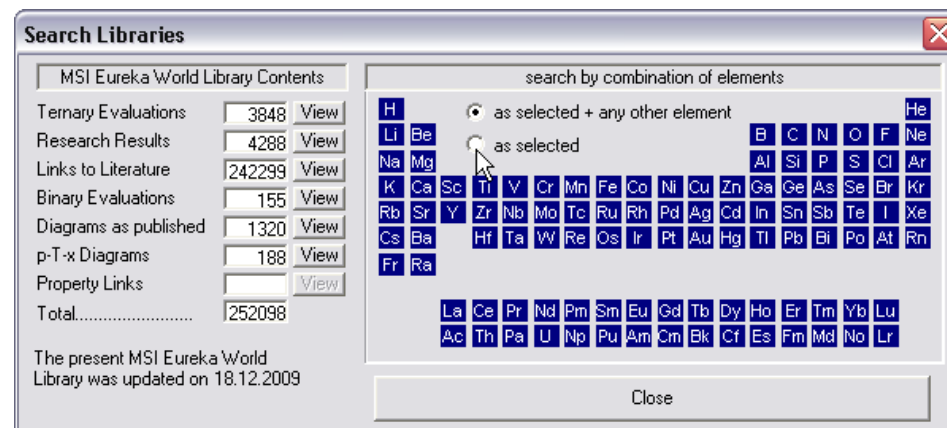 Search Libraries
MSI Eureka World Library Contents
Ternary Evaluations 3848 View
Research Results 4288 View
Links to Literature 242299 View
Binary Evaluations 155 View
Diagrams as published 1320 View
p-T-x Diagrams 188 View
Property Links View
Total........................ 252098
The present MSI Eureka World
Library was updated on 18.12.2009
search by combination of elements
as selected + any other element
as selected
H He
Li Be B C N O F Ne
Na Mg Al Si P S Cl Ar
K Ca Sc Ti V Cr Mn Fe Co Ni Cu Zn Ga Ge As Se Br Kr
Rb Sr Y Zr Nb Mo Tc Ru Rh Pd Ag Cd In Sn Sb Te I Xe
Cs Ba Hf Ta W Re Os Ir Pt Au Hg Tl Pb Bi Po At Rn
Fr Ra
La Ce Pr Nd Pm Sm Eu Gd Tb Dy Ho Er Tm Yb Lu
Ac Th Pa U Np Pu Am Cm Bk Cf Es Fm Md No Lr
Close